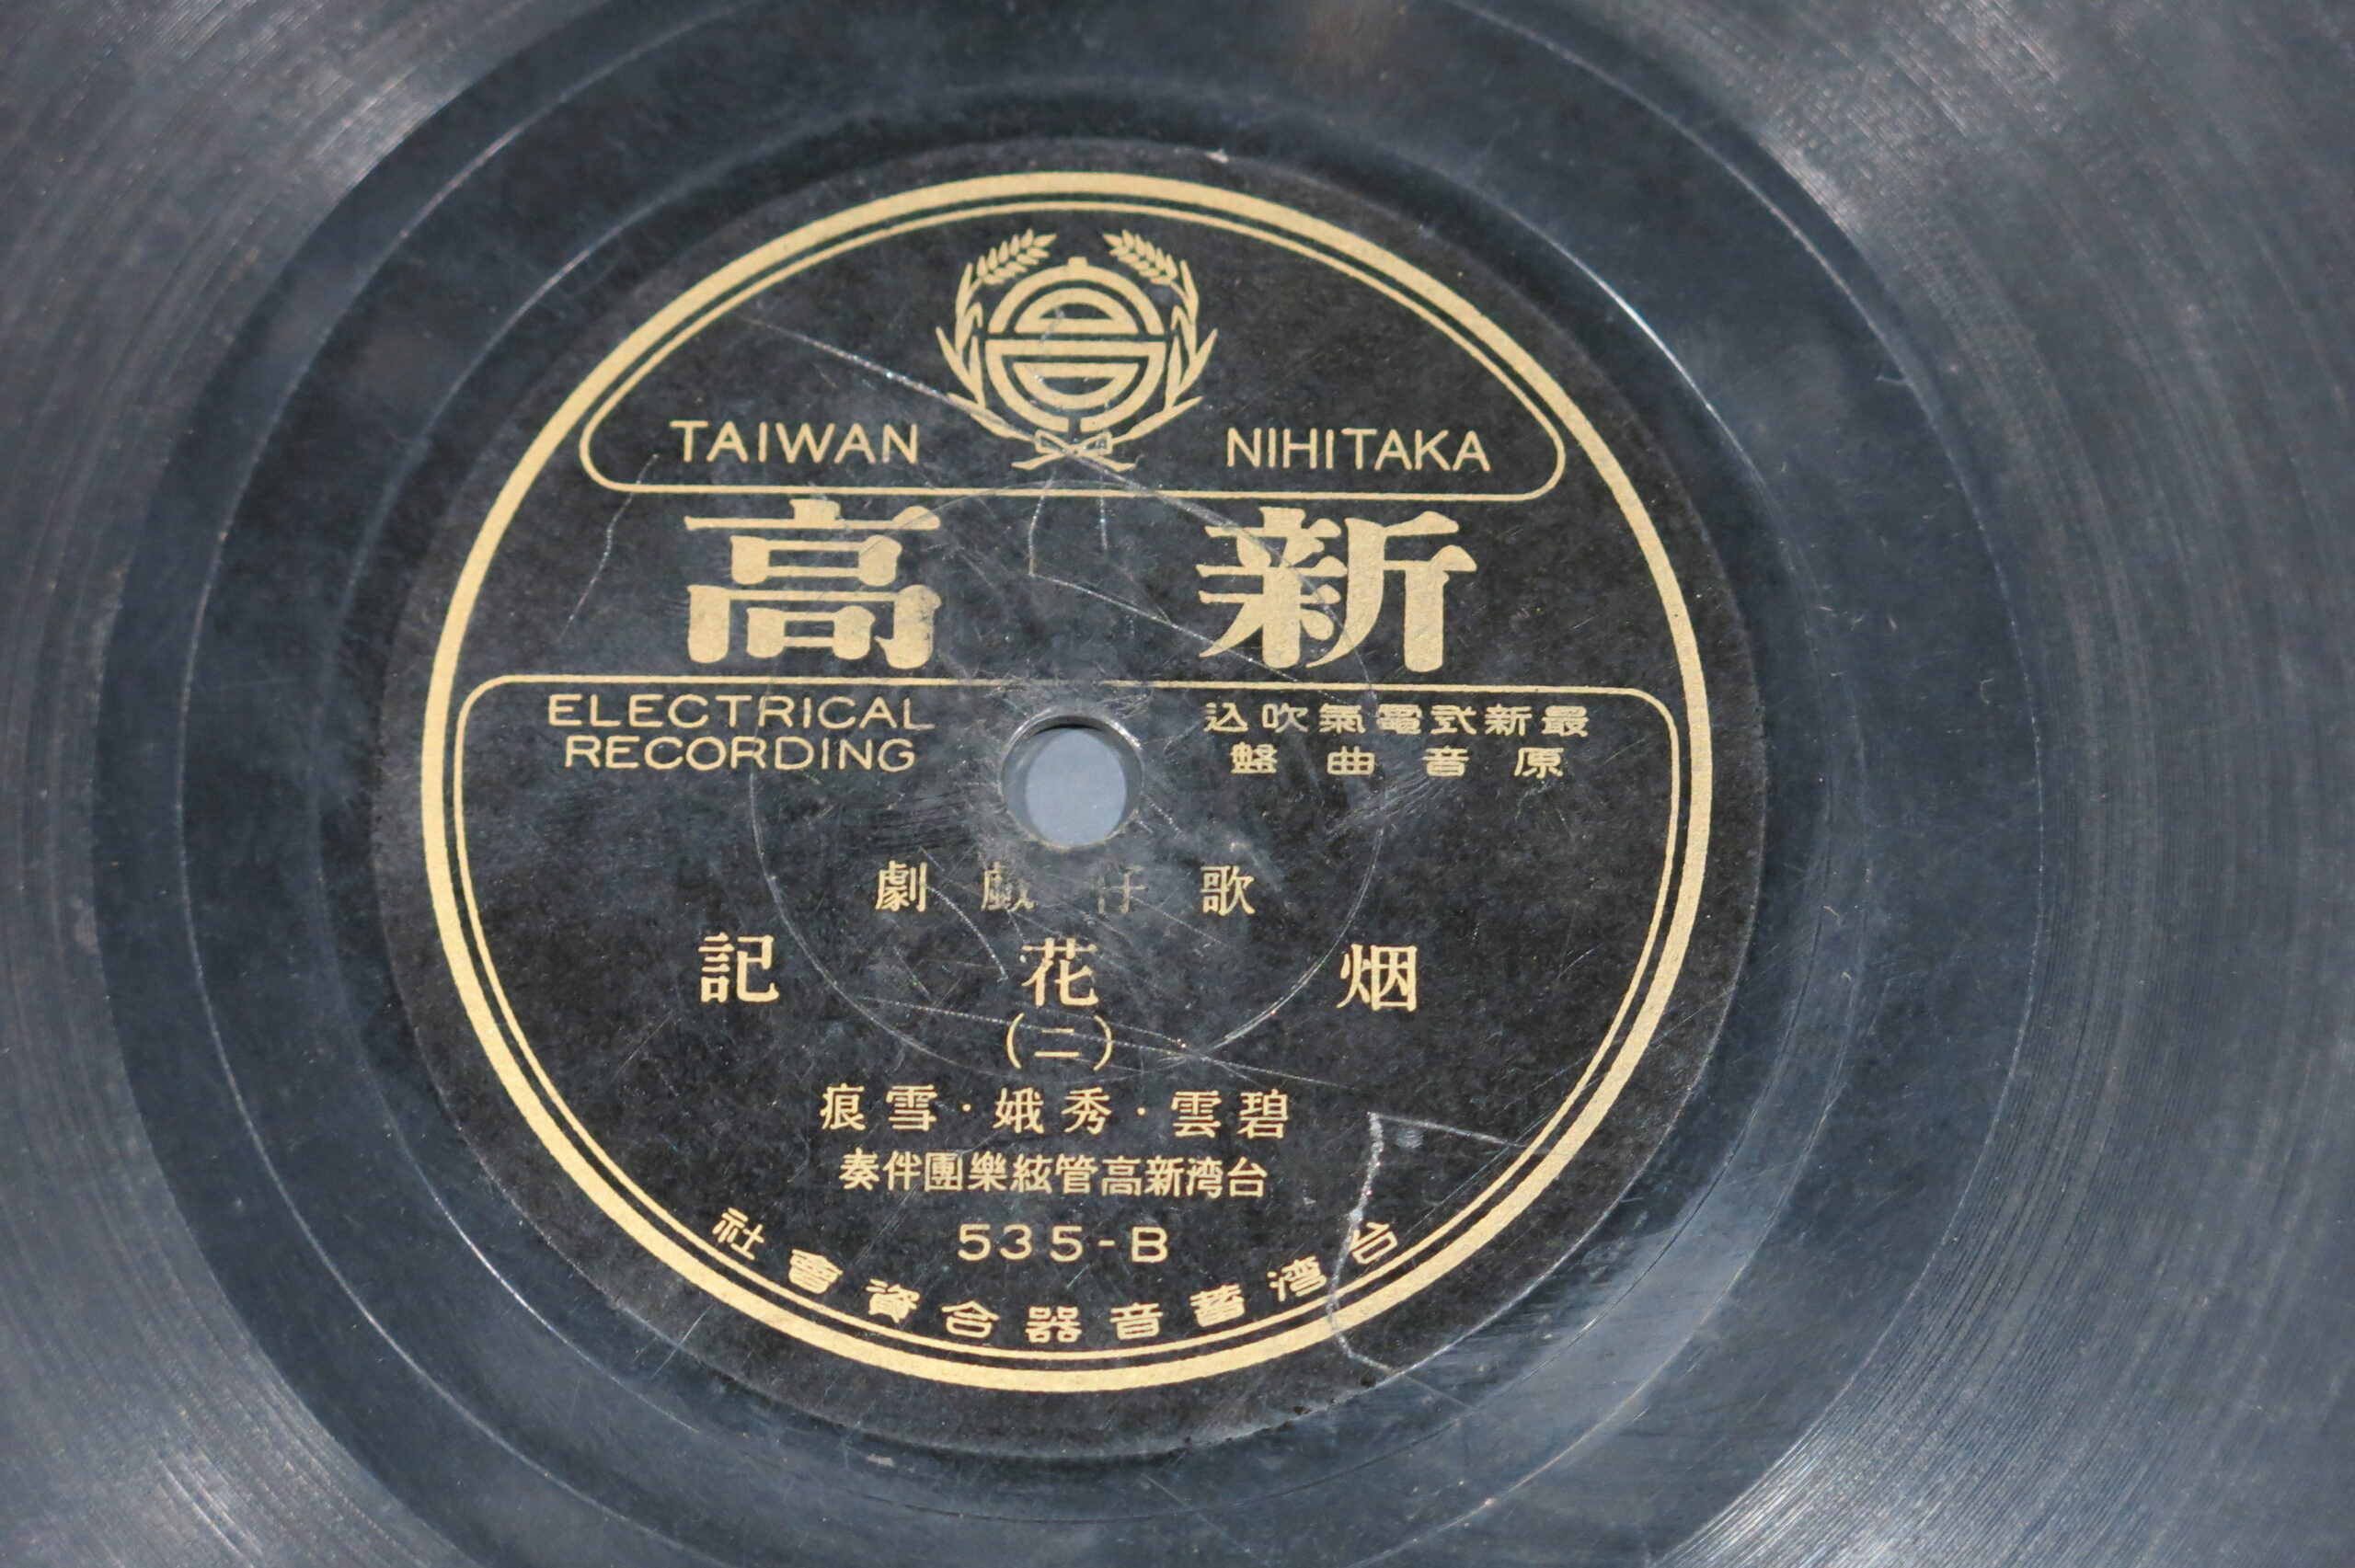 TAIWAN NIHITAKA
新高
ELECTRICAL
RECORDING
最新式電氣吹込
原音曲盤
歌仔戲劇
烟花記
(二)
碧雲·秀娥·雪痕
台湾新高管絃樂團伴奏
535-B
台湾蓄音器合資會社